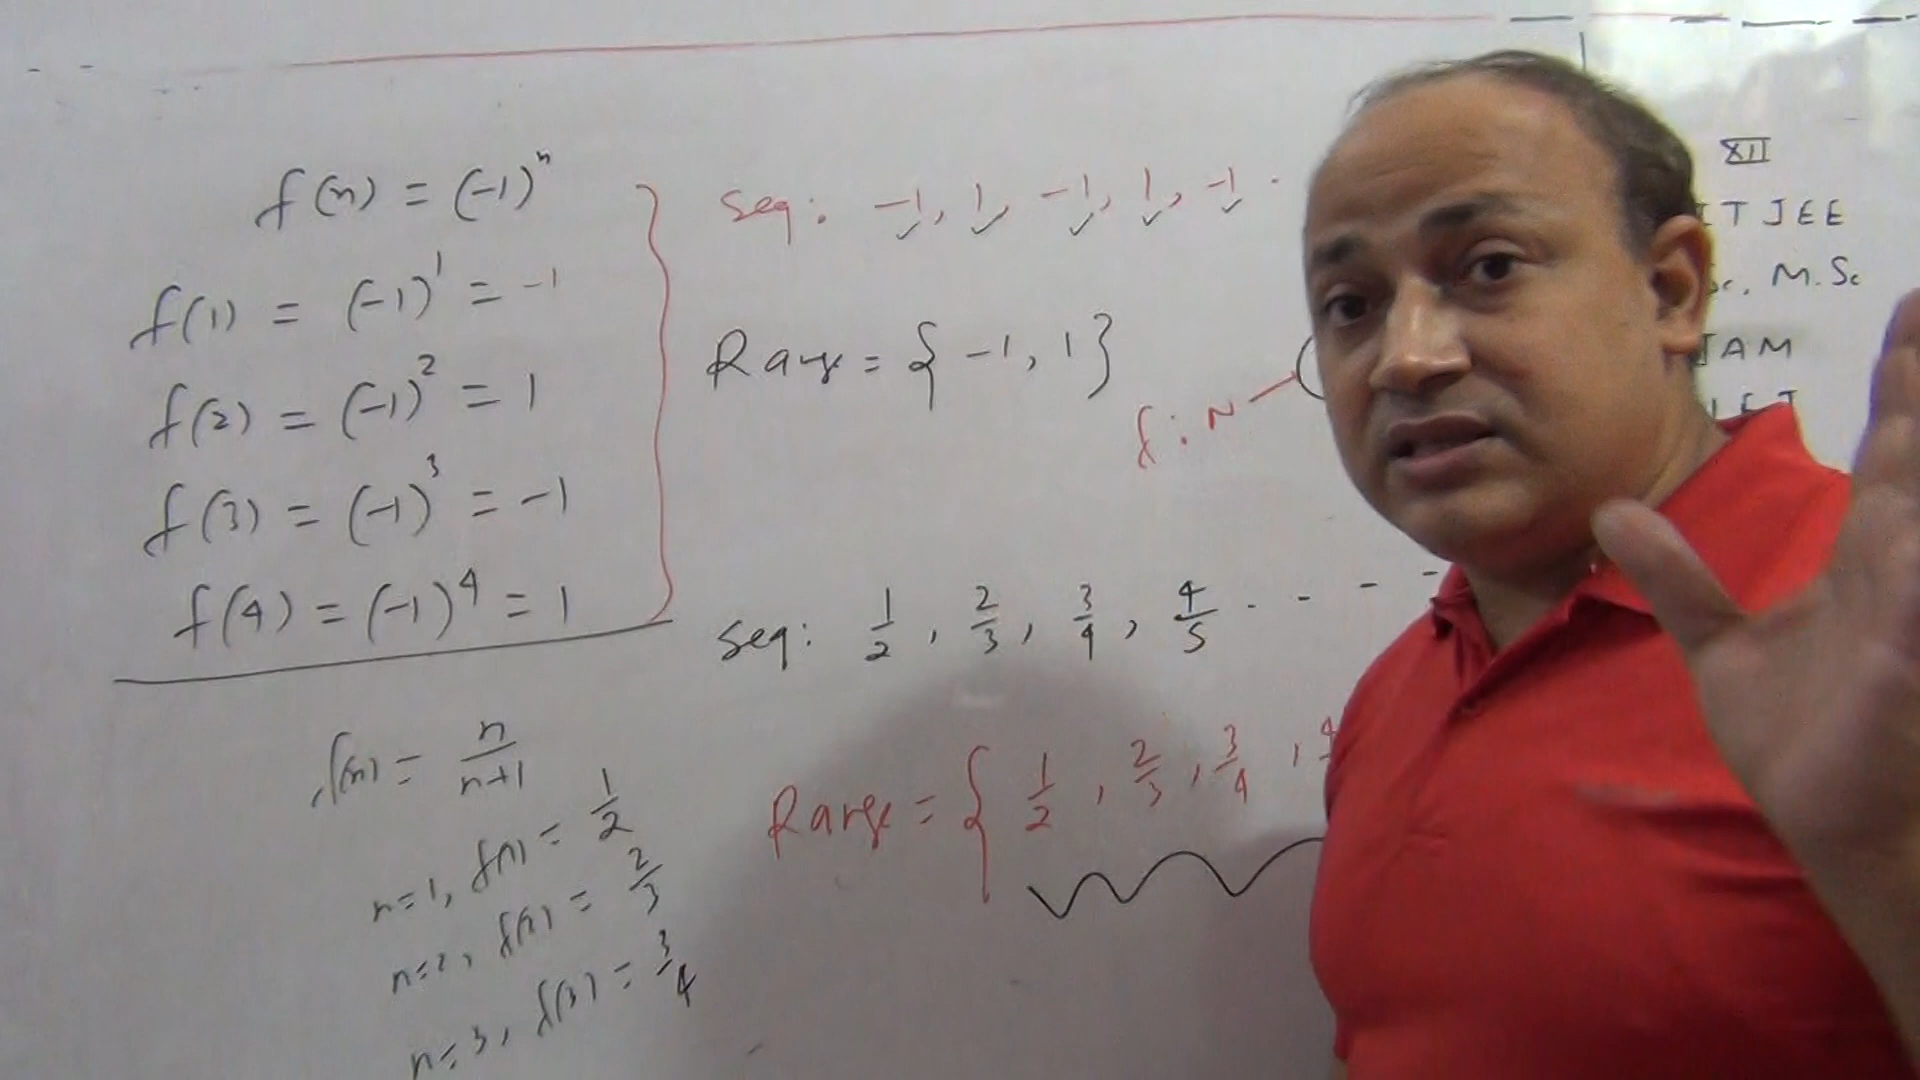 f(n) = (-1)^n
f(1) = (-1)^1 = -1
f(2) = (-1)^2 = 1
f(3) = (-1)^3 = -1
f(4) = (-1)^4 = 1
f(n) = n/n+1
n=1, f(1) = 1/2
n=2, f(2) = 2/3
n=3, f(3) = 3/4
Seq: -1, 1, -1, 1, -1 .
Range = { -1, 1 }
f: N
Seq: 1/2, 2/3, 3/4, 4/5 . - - -
Range = { 1/2, 2/3, 3/4, 4
XII
IT JEE
Sc, M.Sc
JAM